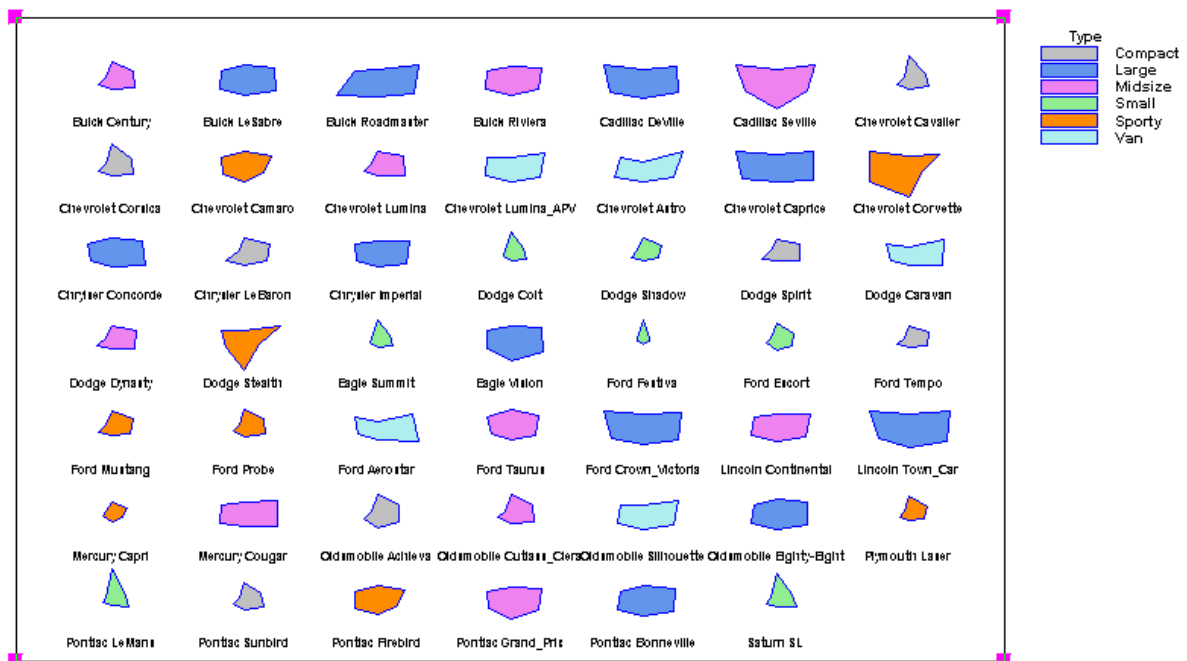 Type
Compact
Large
Midsize
Small
Sporty
Van
Buick Century Buick LeSabre Buick Roadmaster Buick Riviera Cadillac DeVille Cadillac Seville Chevrolet Cavalier
Chevrolet Corsica Chevrolet Camaro Chevrolet Lumina Chevrolet Lumina_APV Chevrolet Astro Chevrolet Caprice Chevrolet Corvette
Chrysler Concorde Chrysler LeBaron Chrysler Imperial Dodge Colt Dodge Shadow Dodge Spirit Dodge Caravan
Dodge Dynasty Dodge Stealth Eagle Summit Eagle Vision Ford Festiva Ford Escort Ford Tempo
Ford Mustang Ford Probe Ford Aerostar Ford Taurus Ford Crown_Victoria Lincoln Continental Lincoln Town_Car
Mercury Capri Mercury Cougar Oldsmobile Achieva Oldsmobile Cutlass_Ciera Oldsmobile Silhouette Oldsmobile Eighty-Eight Plymouth Laser
Pontiac LeMans Pontiac Sunbird Pontiac Firebird Pontiac Grand_Prix Pontiac Bonneville Saturn SL